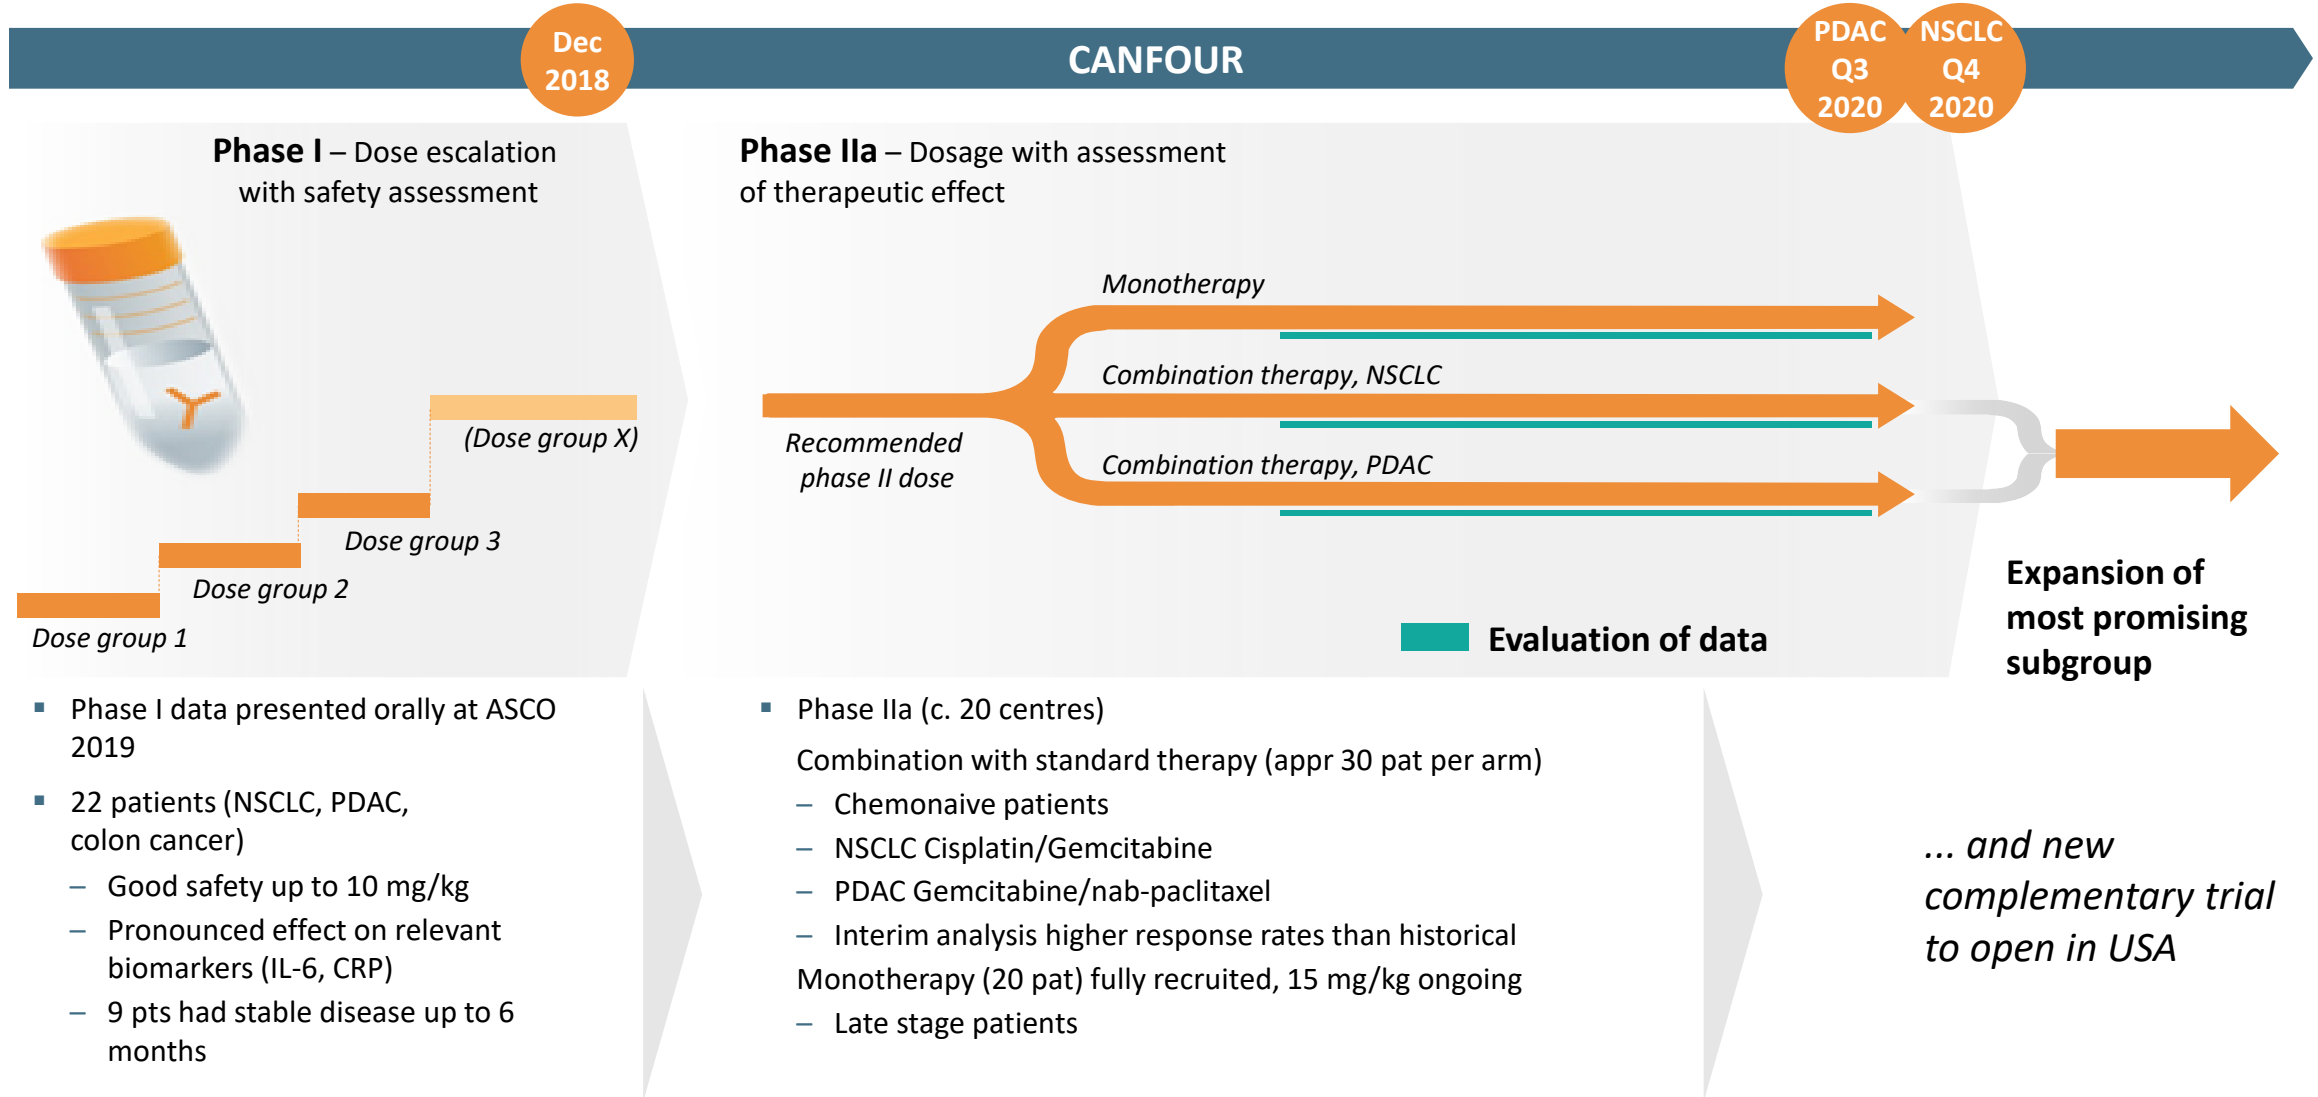 Dec
2018
CANFOUR
PDAC
Q3
2020
NSCLC
Q4
2020
Phase I – Dose escalation
with safety assessment
Phase IIa – Dosage with assessment
of therapeutic effect
Monotherapy
Combination therapy, NSCLC
Combination therapy, PDAC
Recommended
phase II dose
(Dose group X)
Dose group 3
Dose group 2
Dose group 1
Evaluation of data
Expansion of
most promising
subgroup
▪ Phase I data presented orally at ASCO
2019
▪ 22 patients (NSCLC, PDAC,
colon cancer)
– Good safety up to 10 mg/kg
– Pronounced effect on relevant
biomarkers (IL-6, CRP)
– 9 pts had stable disease up to 6
months
▪ Phase IIa (c. 20 centres)
Combination with standard therapy (appr 30 pat per arm)
– Chemonaive patients
– NSCLC Cisplatin/Gemcitabine
– PDAC Gemcitabine/nab-paclitaxel
– Interim analysis higher response rates than historical
Monotherapy (20 pat) fully recruited, 15 mg/kg ongoing
– Late stage patients
... and new
complementary trial
to open in USA